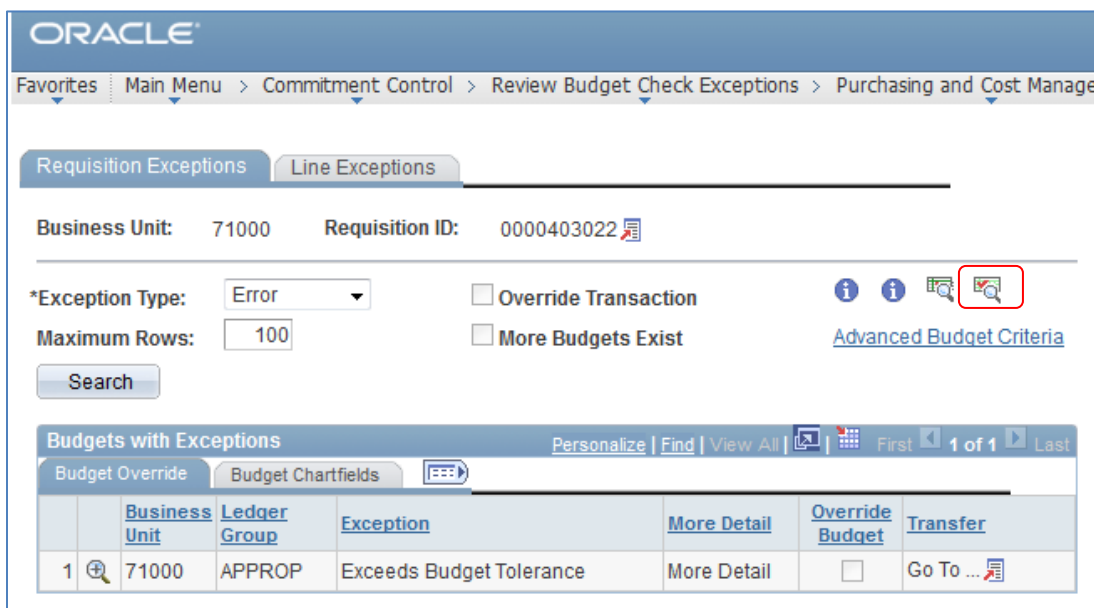 ORACLE
Favorites Main Menu > Commitment Control > Review Budget Check Exceptions > Purchasing and Cost Manage
Requisition Exceptions Line Exceptions
Business Unit: 71000 Requisition ID: 0000403022
*Exception Type: Error Override Transaction
Maximum Rows: 100 More Budgets Exist Advanced Budget Criteria
Search
Budgets with Exceptions Personalize | Find | View All | | First 1 of 1 Last
Budget Override Budget Chartfields
Business Unit Ledger Group Exception More Detail Override Budget Transfer
1 71000 APPROP Exceeds Budget Tolerance More Detail Go To ...